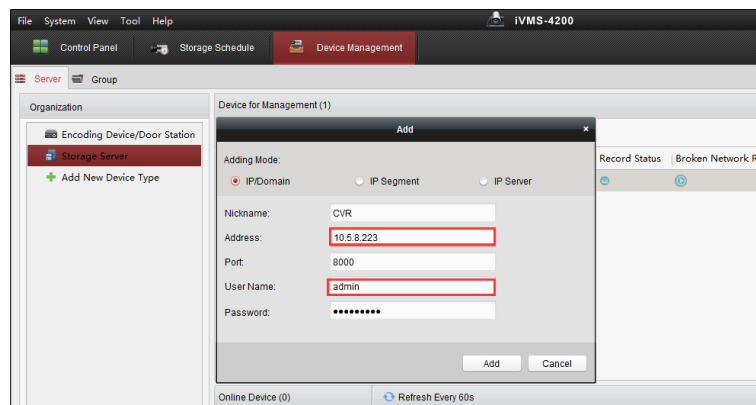 File System View Tool Help iVMS-4200
Control Panel Storage Schedule Device Management
Server Group
Organization
Encoding Device/Door Station
Storage Server
Add New Device Type
Device for Management (1)
Record Status Broken Network R
Add ×
Adding Mode:
IP/Domain IP Segment IP Server
Nickname: CVR
Address: 10.5.8.223
Port: 8000
User Name: admin
Password: •••••••••
Add Cancel
Online Device (0) Refresh Every 60s